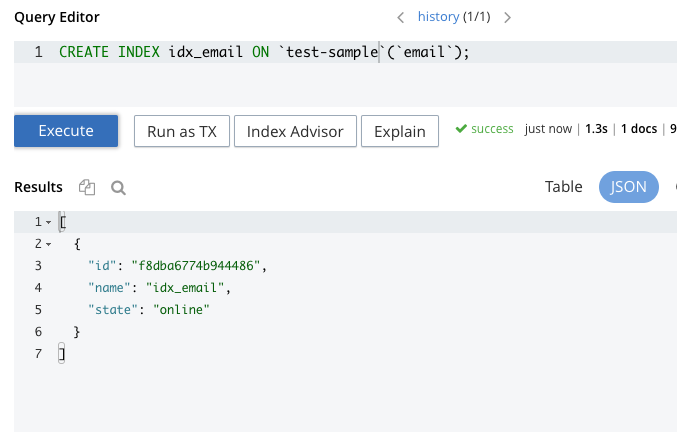 Query Editor
history (1/1)
1 CREATE INDEX idx_email ON `test-sample`(`email`);
Execute Run as TX Index Advisor Explain success just now | 1.3s | 1 docs | 9
Results Table JSON
1 [
2 {
3 "id": "f8dba6774b944486",
4 "name": "idx_email",
5 "state": "online"
6 }
7 ]